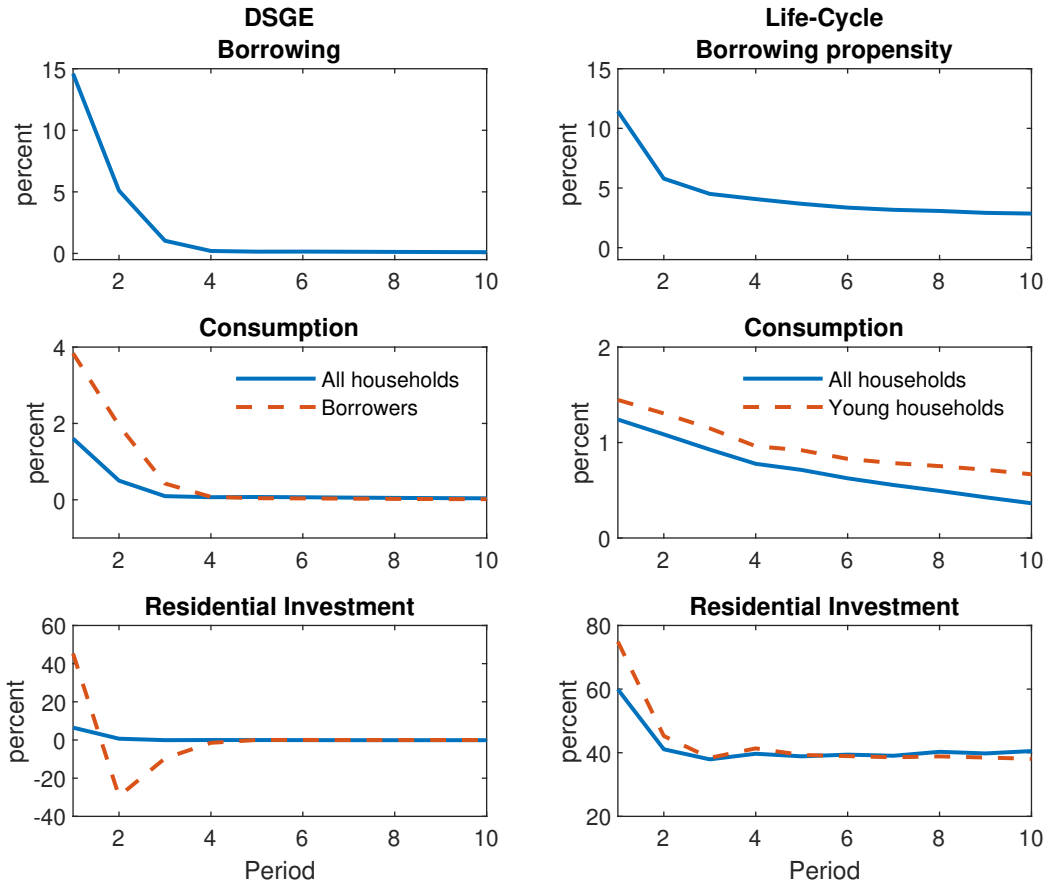 DSGE
Borrowing
15
10
5
0
percent
2 4 6 8 10
Life-Cycle
Borrowing propensity
15
10
5
0
percent
2 4 6 8 10
Consumption
4
2
0
percent
All households
Borrowers
2 4 6 8 10
Consumption
2
1
0
percent
All households
Young households
2 4 6 8 10
Residential Investment
60
40
20
0
-20
-40
percent
2 4 6 8 10
Period
Residential Investment
80
60
40
20
percent
2 4 6 8 10
Period